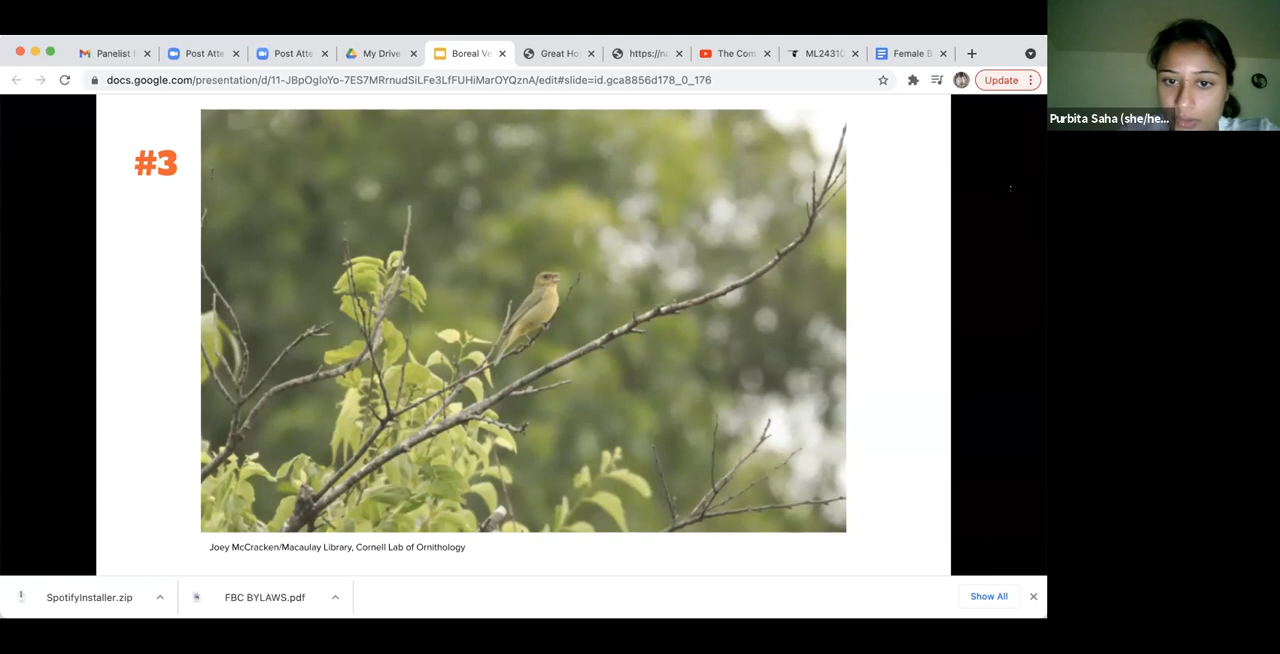 Panelist
Post Atte
Post Atte
My Drive
Boreal Ve
Great Ho
https://n
The Com
ML2431
Female B
docs.google.com/presentation/d/11-JBpOgloYo-7ES7MRrnudSiLFe3LfFUHiMarOYQznA/edit#slide=id.gca8856d178_0_176
Update
Purbita Saha (she/he...
#3
Joey McCracken/Macaulay Library, Cornell Lab of Ornithology
SpotifyInstaller.zip
FBC BYLAWS.pdf
Show All